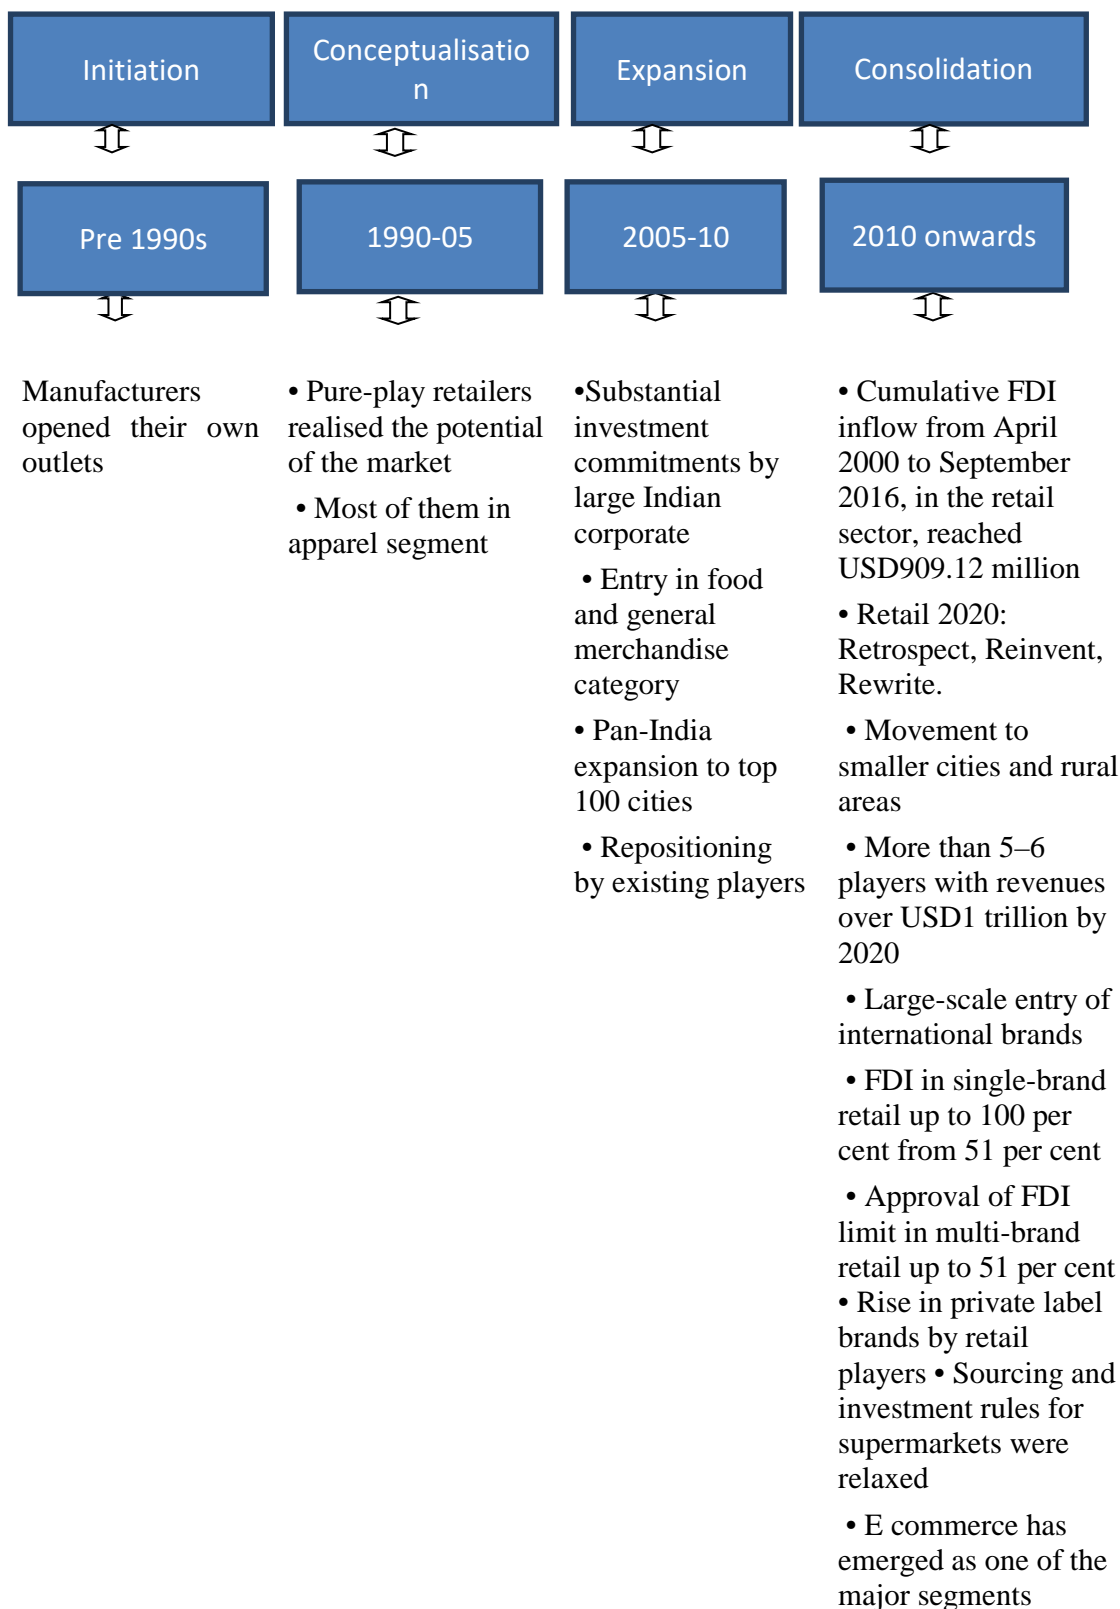 Initiation
Conceptualisatio
n
Expansion
Consolidation
Pre 1990s
1990-05
2005-10
2010 onwards
Manufacturers
opened their own
outlets
• Pure-play retailers
realised the potential
of the market
• Most of them in
apparel segment
•Substantial
investment
commitments by
large Indian
corporate
• Entry in food
and general
merchandise
category
• Pan-India
expansion to top
100 cities
• Repositioning
by existing players
• Cumulative FDI
inflow from April
2000 to September
2016, in the retail
sector, reached
USD909.12 million
• Retail 2020:
Retrospect, Reinvent,
Rewrite.
• Movement to
smaller cities and rural
areas
• More than 5–6
players with revenues
over USD1 trillion by
2020
• Large-scale entry of
international brands
• FDI in single-brand
retail up to 100 per
cent from 51 per cent
• Approval of FDI
limit in multi-brand
retail up to 51 per cent
• Rise in private label
brands by retail
players • Sourcing and
investment rules for
supermarkets were
relaxed
• E commerce has
emerged as one of the
major segments